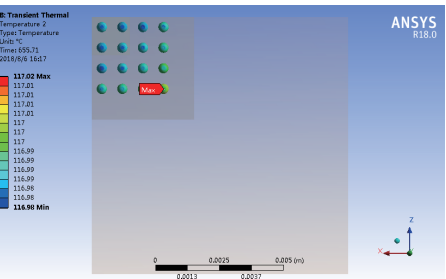 B: Transient Thermal
Temperature 2
Type: Temperature
Unit: °C
Time: 655.71
2018/8/6 16:17
117.02 Max
117.01
117.01
117.01
117.01
117
117
117
116.99
116.99
116.99
116.98
116.98
116.98 Min
ANSYS
R18.0
Max
0
0.0025
0.005 (m)
0.0013
0.0037
Z
X